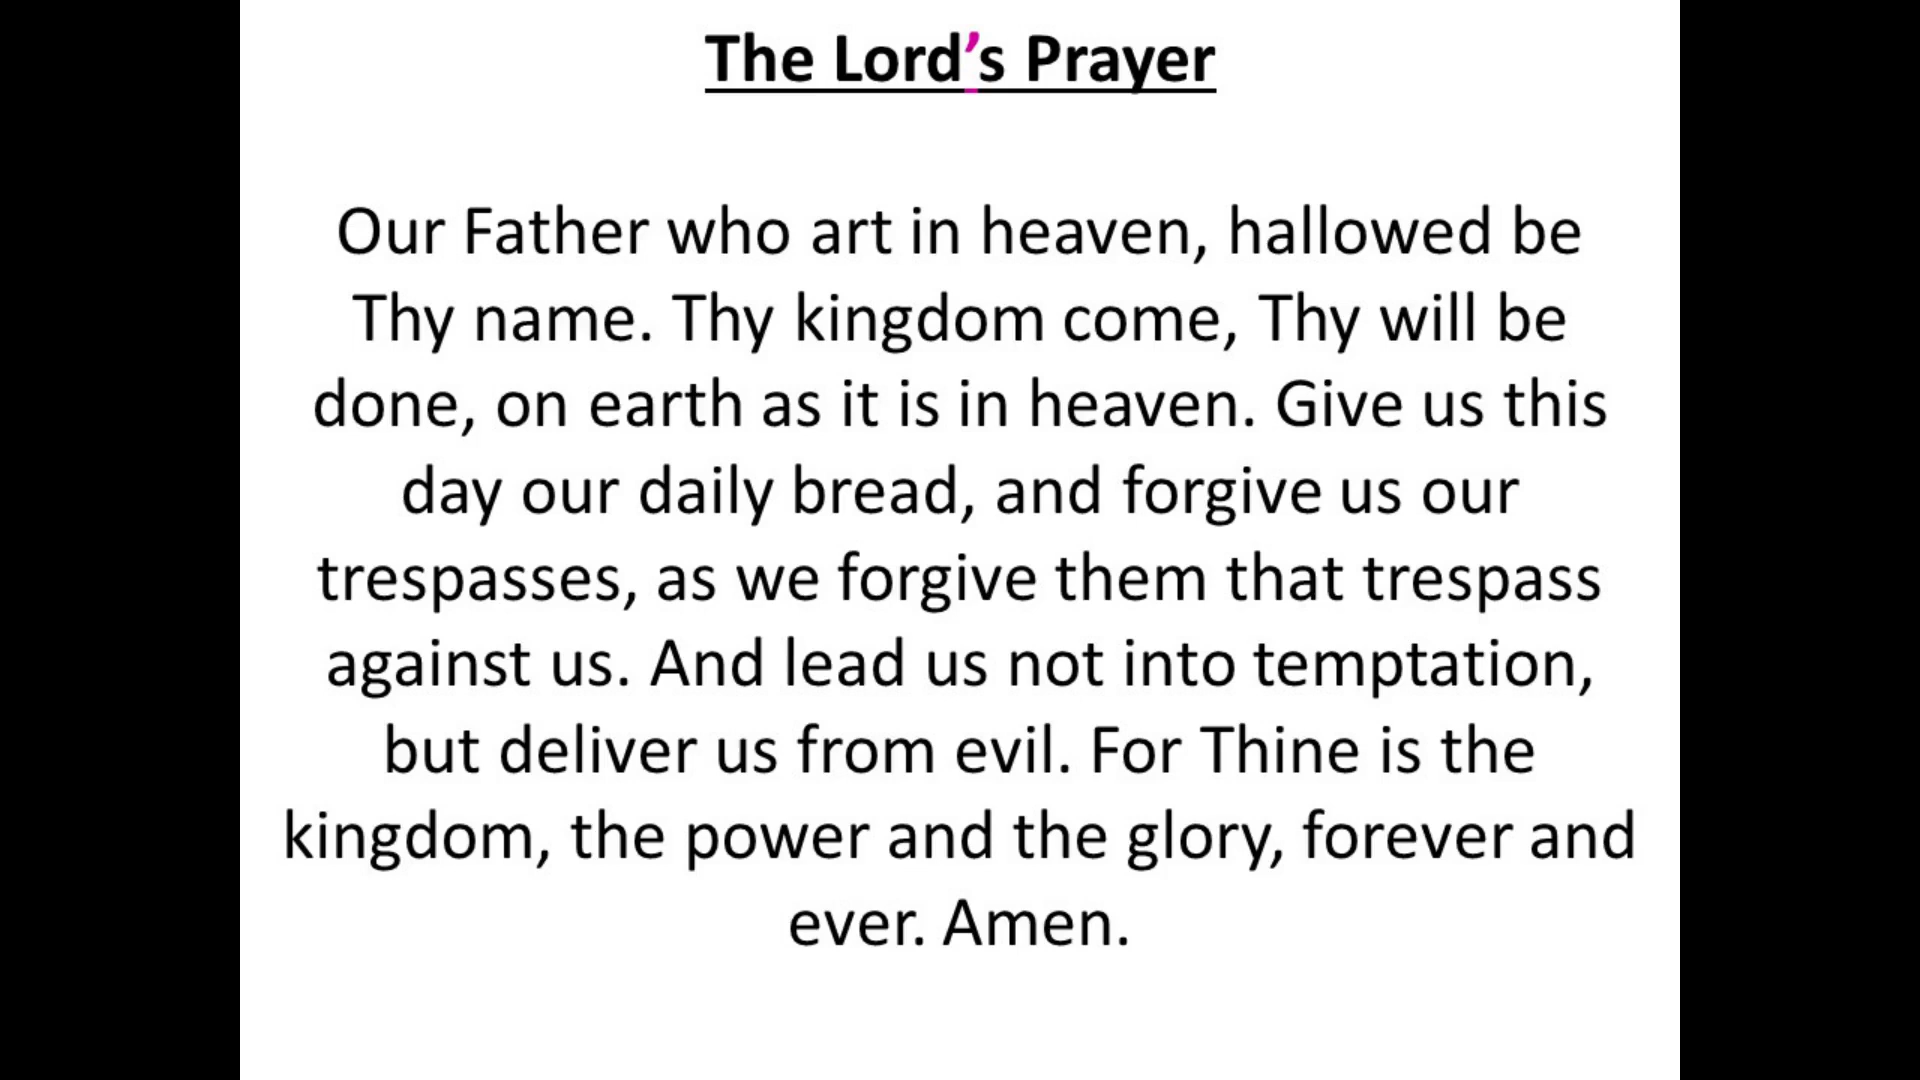 The Lord’s Prayer
Our Father who art in heaven, hallowed be
Thy name. Thy kingdom come, Thy will be
done, on earth as it is in heaven. Give us this
day our daily bread, and forgive us our
trespasses, as we forgive them that trespass
against us. And lead us not into temptation,
but deliver us from evil. For Thine is the
kingdom, the power and the glory, forever and
ever. Amen.